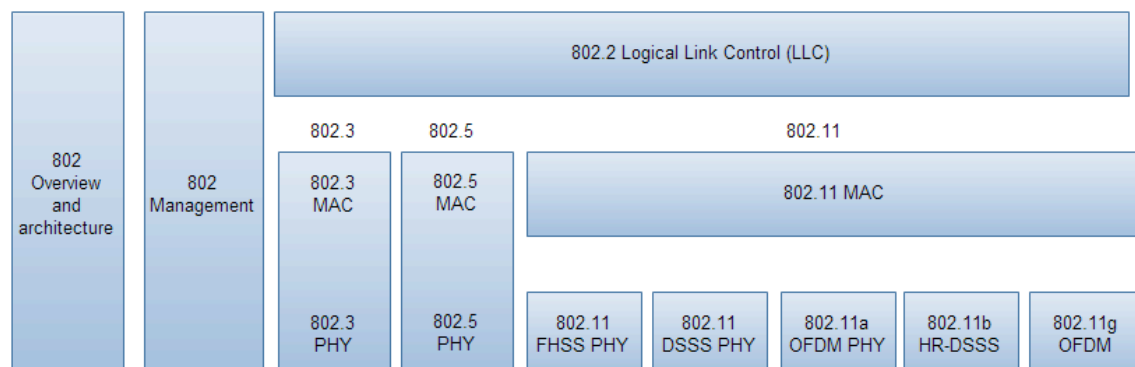 802
Overview
and
architecture
802
Management
802.2 Logical Link Control (LLC)
802.3
802.5
802.11
802.3
MAC
802.5
MAC
802.11 MAC
802.3
PHY
802.5
PHY
802.11
FHSS PHY
802.11
DSSS PHY
802.11a
OFDM PHY
802.11b
HR-DSSS
802.11g
OFDM